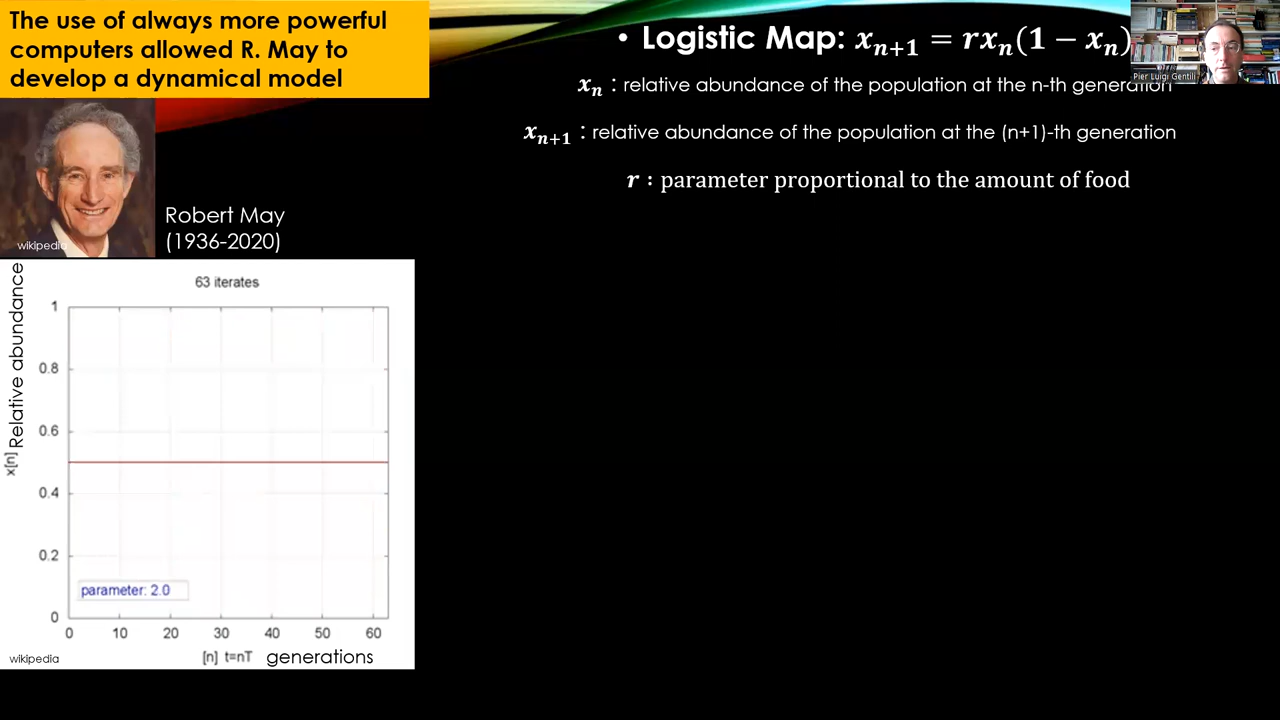 The use of always more powerful
computers allowed R. May to
develop a dynamical model
• Logistic Map: xₙ₊₁ = rxₙ(1 − xₙ)
Pier Luigi Gentili
xₙ : relative abundance of the population at the n-th generation
xₙ₊₁ : relative abundance of the population at the (n+1)-th generation
r : parameter proportional to the amount of food
Robert May
(1936-2020)
wikipedia
63 iterates
Relative abundance
x[n]
1
0.8
0.6
0.4
0.2
0
parameter: 2.0
0 10 20 30 40 50 60
[n] t=nT generations
wikipedia